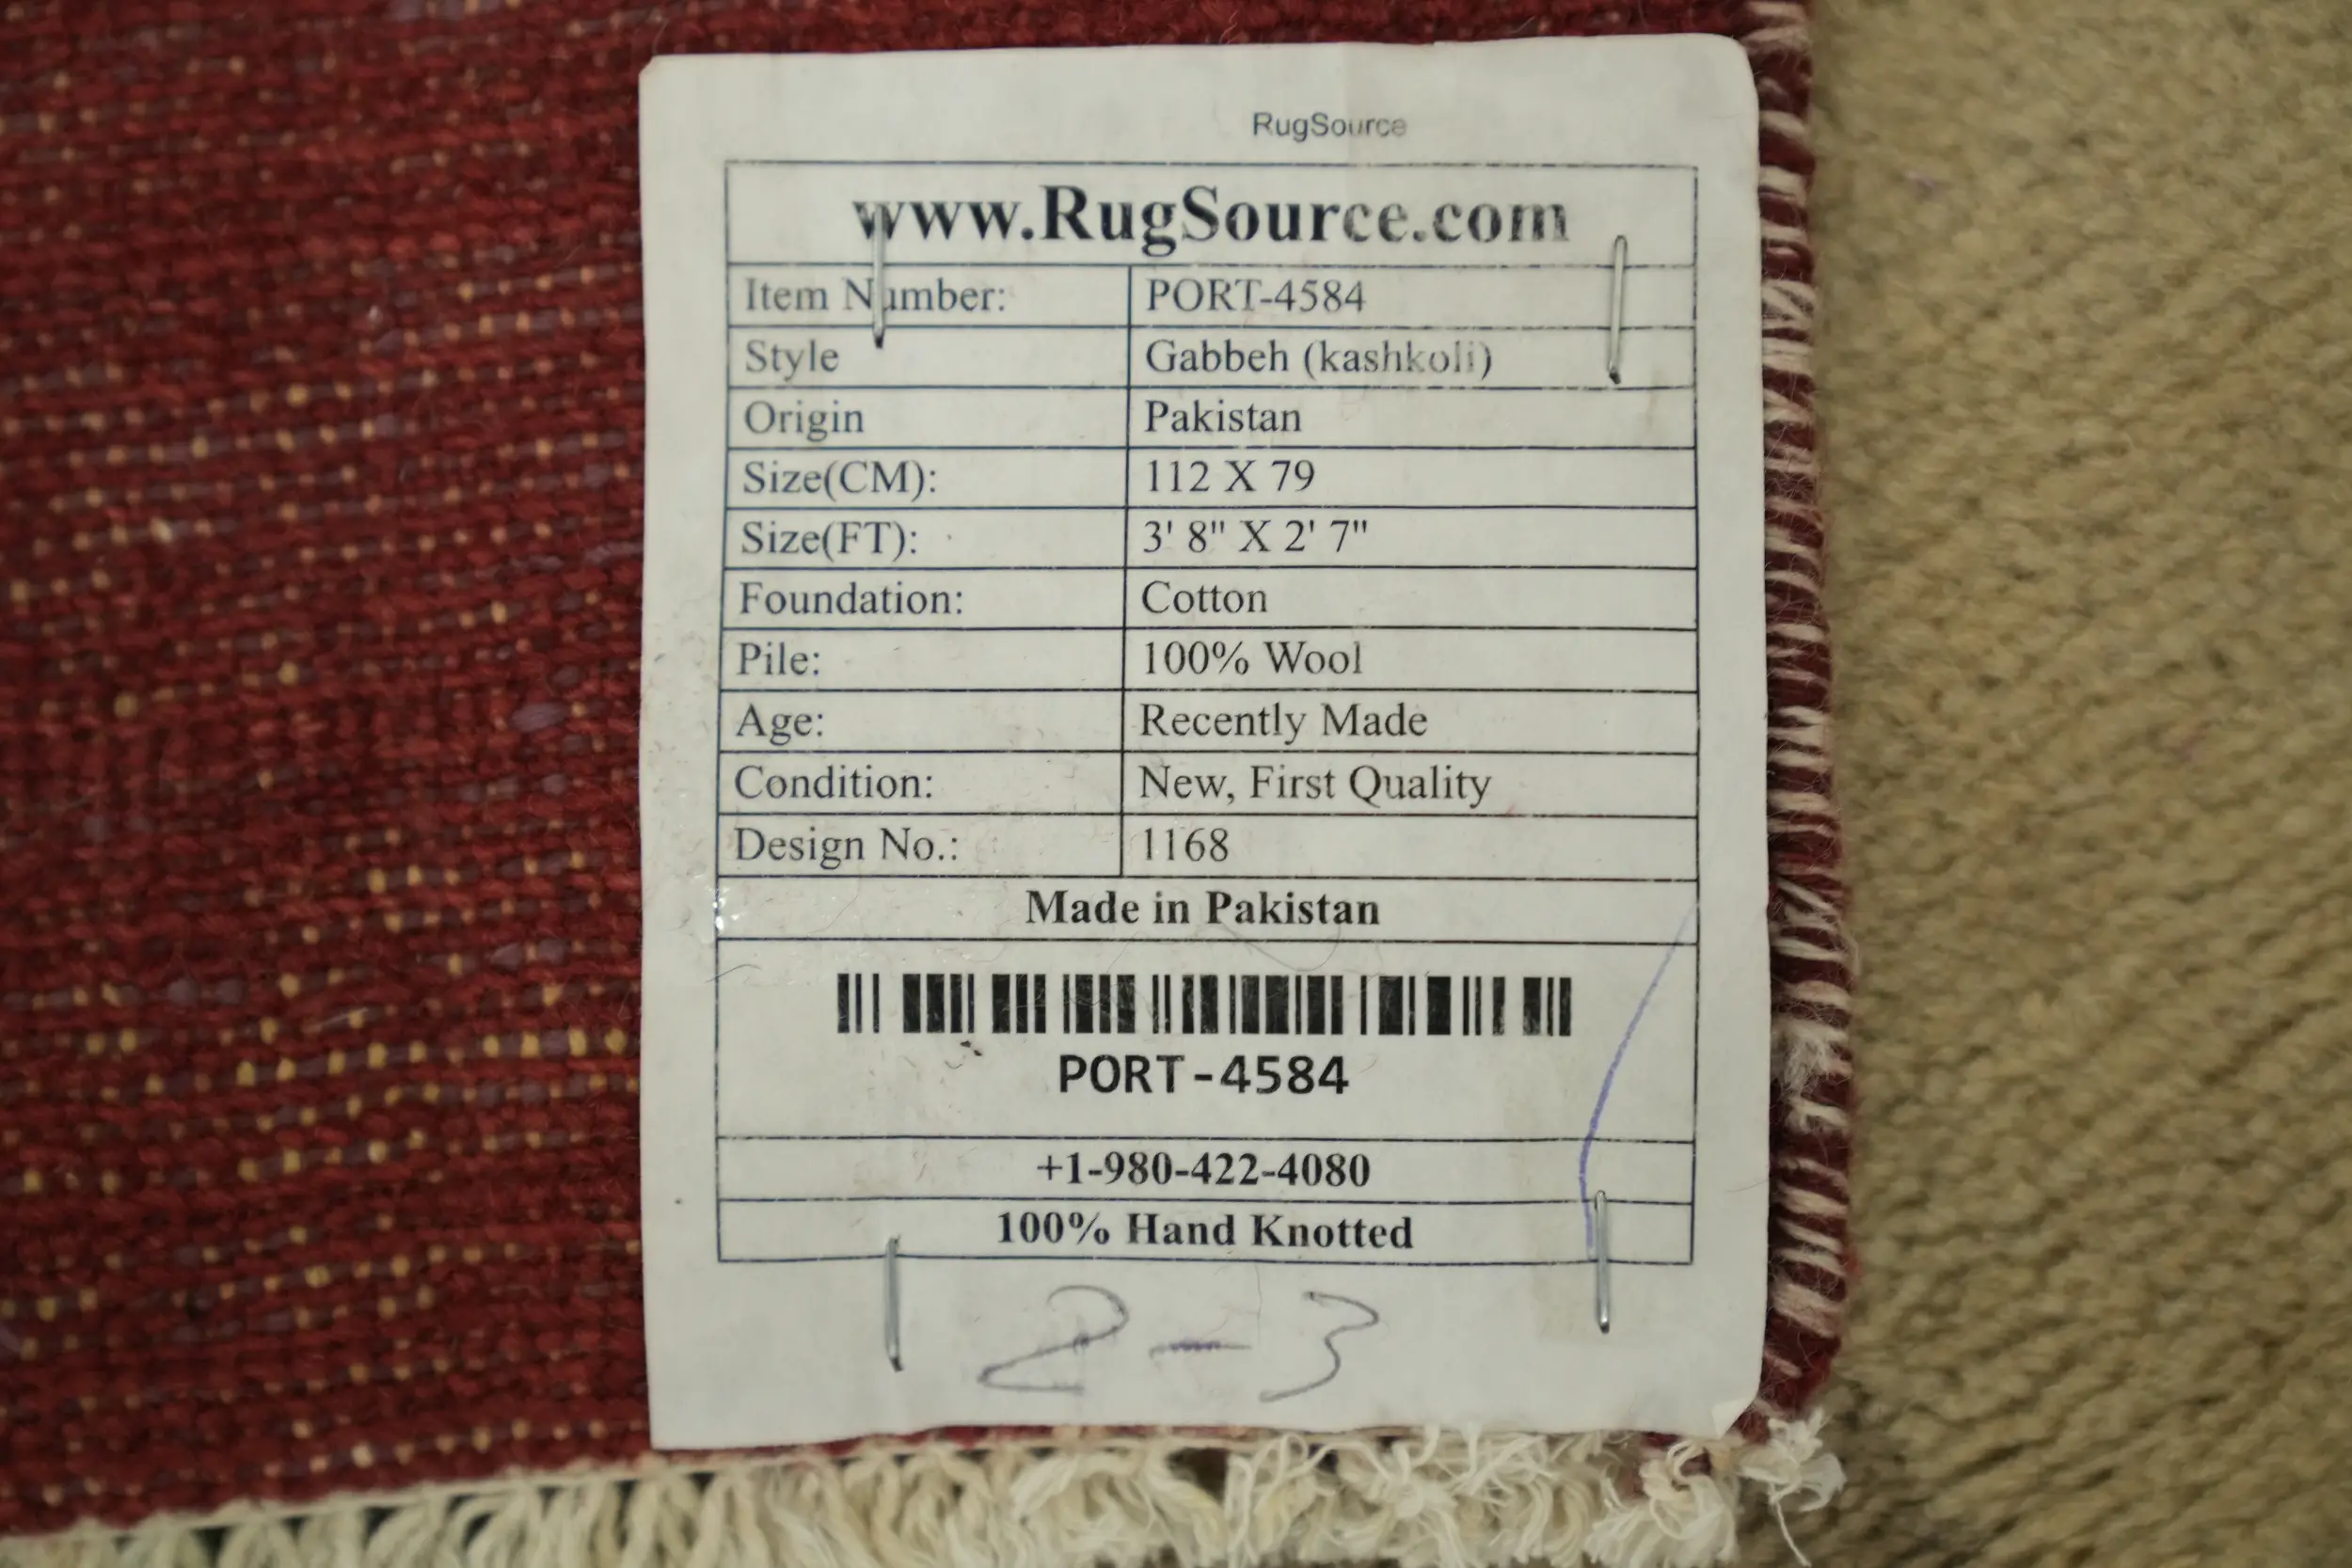 RugSource
www.RugSource.com
Item Number: PORT-4584
Style Gabbeh (kashkoli)
Origin Pakistan
Size(CM): 112 X 79
Size(FT): 3' 8" X 2' 7"
Foundation: Cotton
Pile: 100% Wool
Age: Recently Made
Condition: New, First Quality
Design No.: 1168
Made in Pakistan
PORT-4584
+1-980-422-4080
100% Hand Knotted
2-3